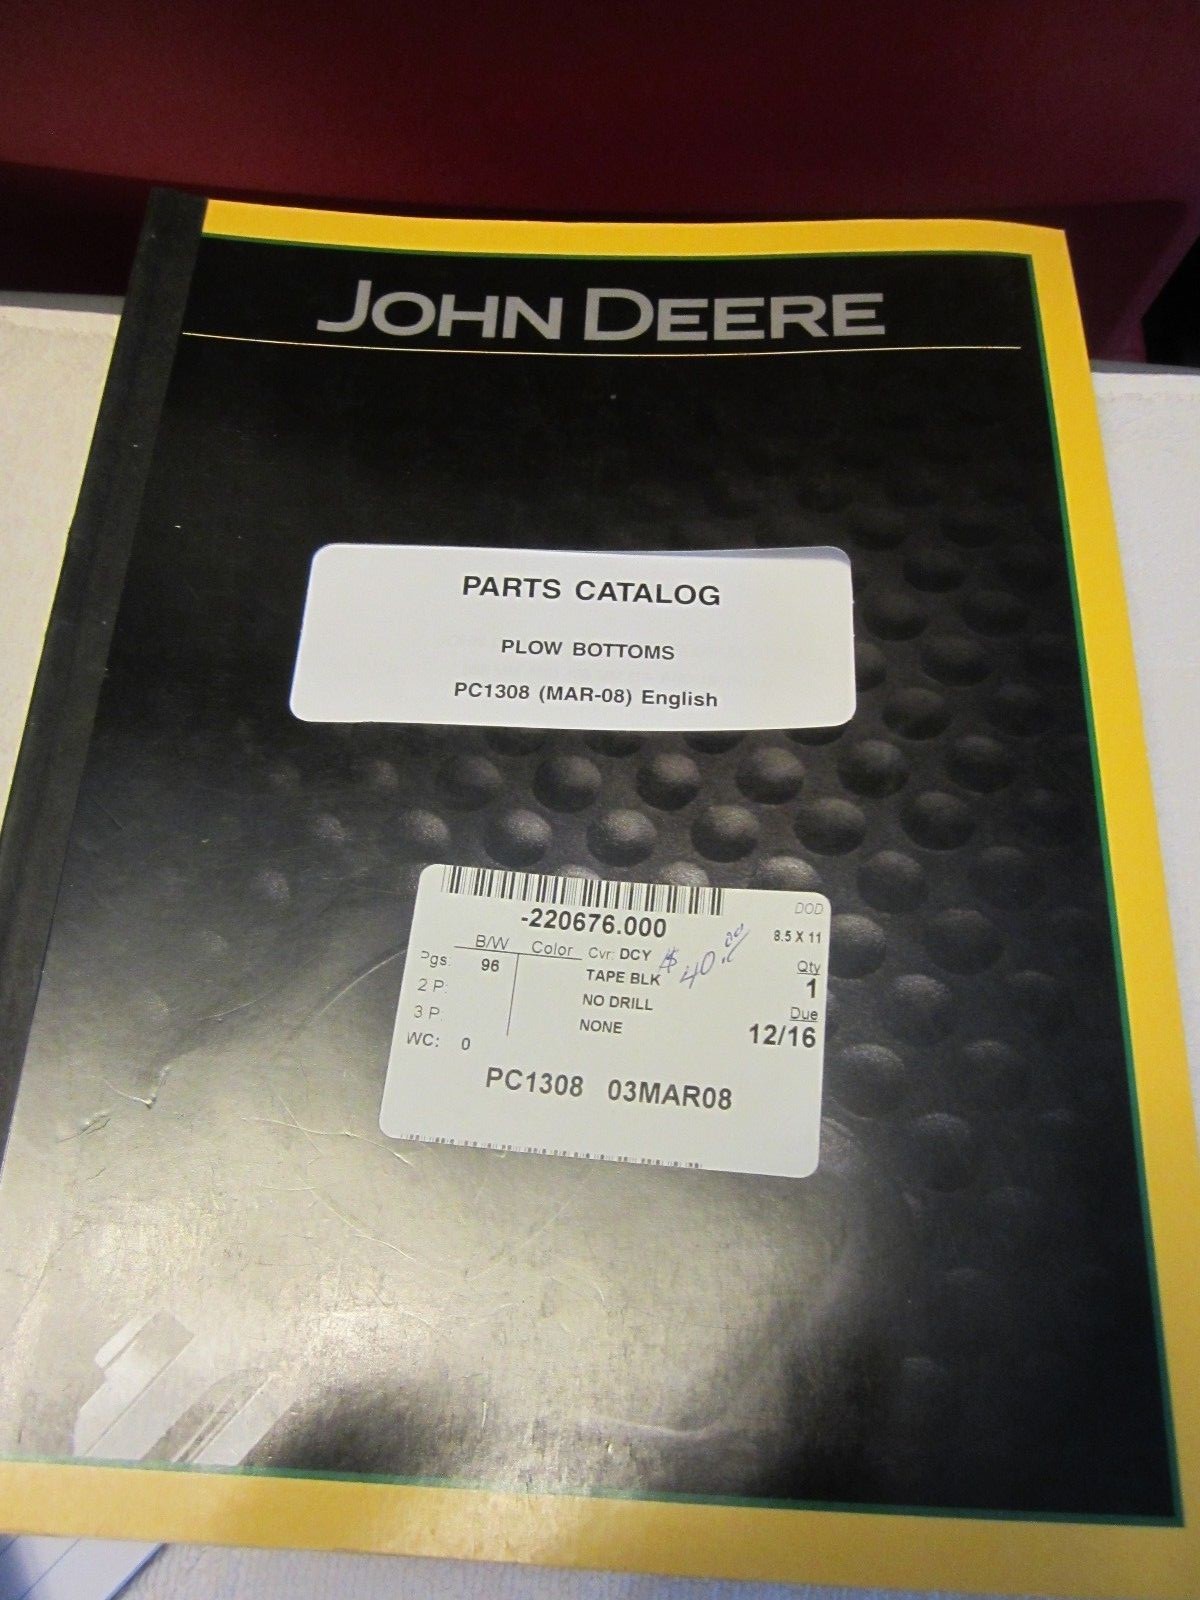 JOHN DEERE
PARTS CATALOG
PLOW BOTTOMS
PC1308 (MAR-08) English
-220676.000
DOD
8.5 X 11
B/W Color Cvr: DCY $ 40.00
Pgs: 96 TAPE BLK
Qty
1
2 P: NO DRILL
Due
3 P: NONE
12/16
WC: 0
PC1308 03MAR08